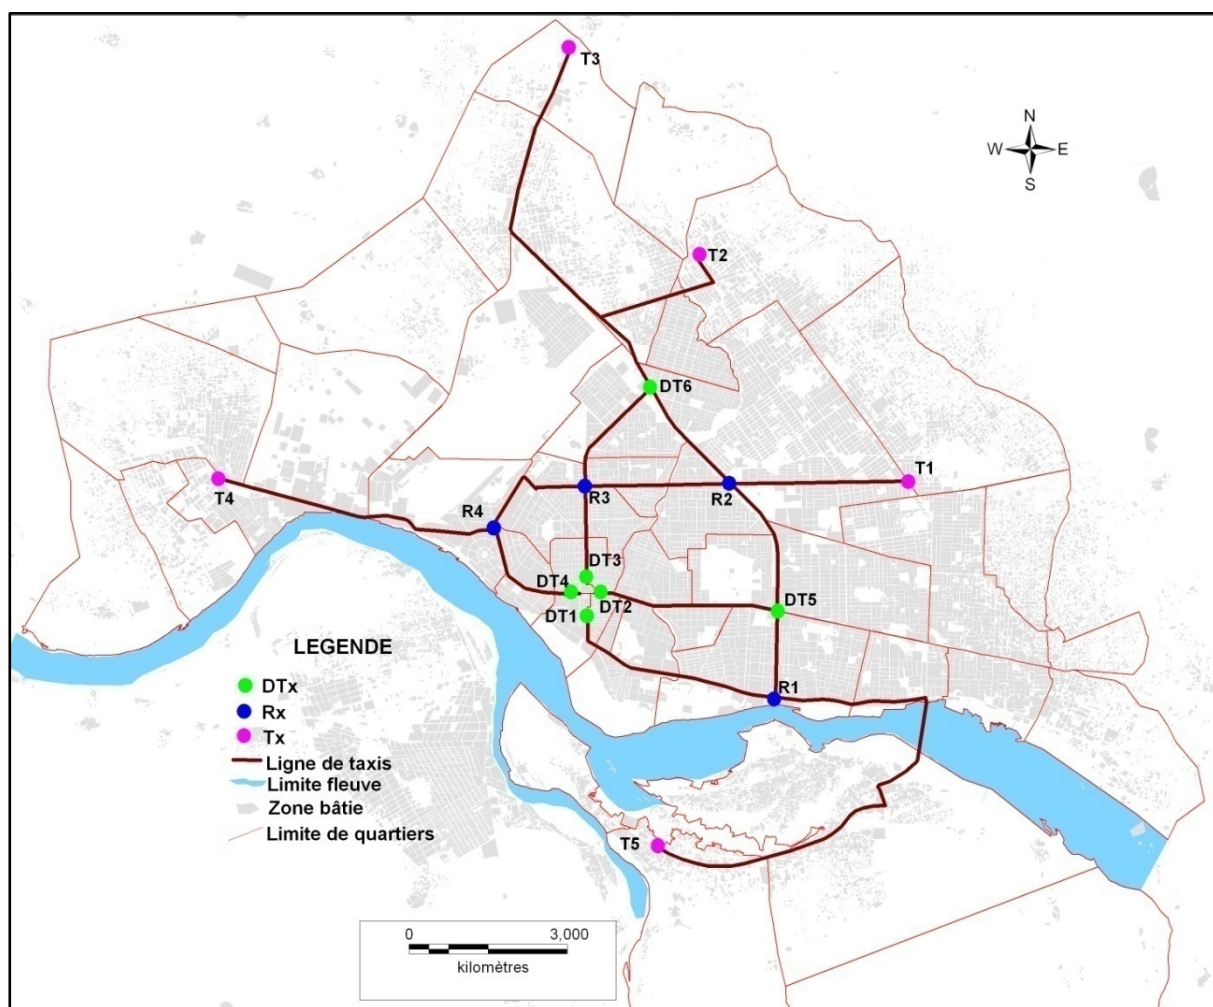 T3
N
W E
S
T2
DT6
T1
T4
R3
R2
R4
DT3
DT4
DT2
DT1
DT5
LEGENDE
R1
DTx
Rx
Tx
Ligne de taxis
Limite fleuve
Zone bâtie
Limite de quartiers
T5
0 3,000
kilomètres